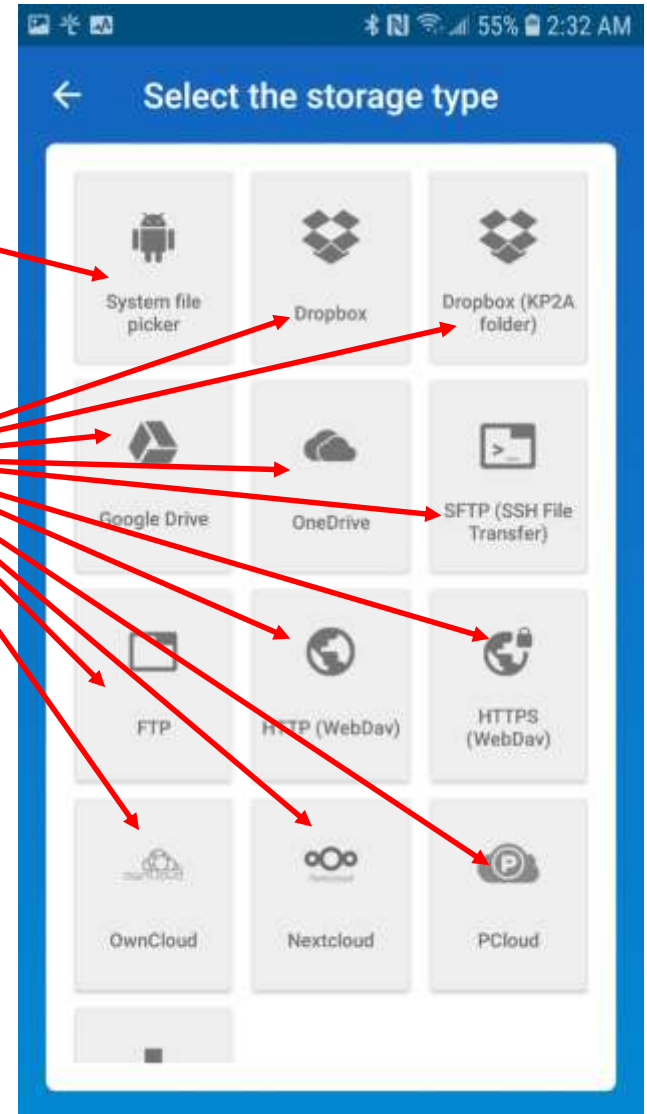 55% 2:32 AM
Select the storage type
System file
picker
Dropbox
Dropbox (KP2A
folder)
Google Drive
OneDrive
SFTP (SSH File
Transfer)
FTP
HTTP (WebDav)
HTTPS
(WebDav)
OwnCloud
Nextcloud
PCloud